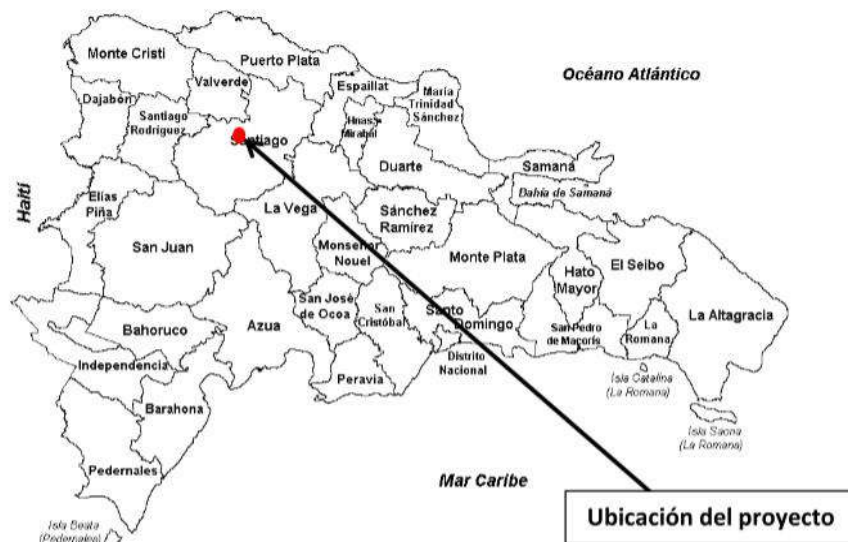 Monte Cristi
Puerto Plata
Océano Atlántico
Valverde
Espaillat
María
Trinidad
Sánchez
Dajabón
Santiago
Rodríguez
Hnas.
Mirabal
Santiago
Duarte
Samaná
Bahía de Samaná
Haití
Elías
Piña
La Vega
Sánchez
Ramírez
San Juan
Monseñor
Nouel
Monte Plata
Hato
Mayor
El Seibo
San José
de Ocoa
San
Cristóbal
Santo
Domingo
La Altagracia
Bahoruco
Azua
San Pedro
de Macorís
La
Romana
Distrito
Nacional
Independencia
Peravia
Isla Catalina
(La Romana)
Barahona
Isla Saona
(La Romana)
Pedernales
Mar Caribe
Ubicación del proyecto
Isla Beata
(Pedernales)